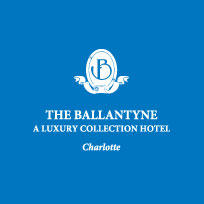 B
THE BALLANTYNE
A LUXURY COLLECTION HOTEL
Charlotte